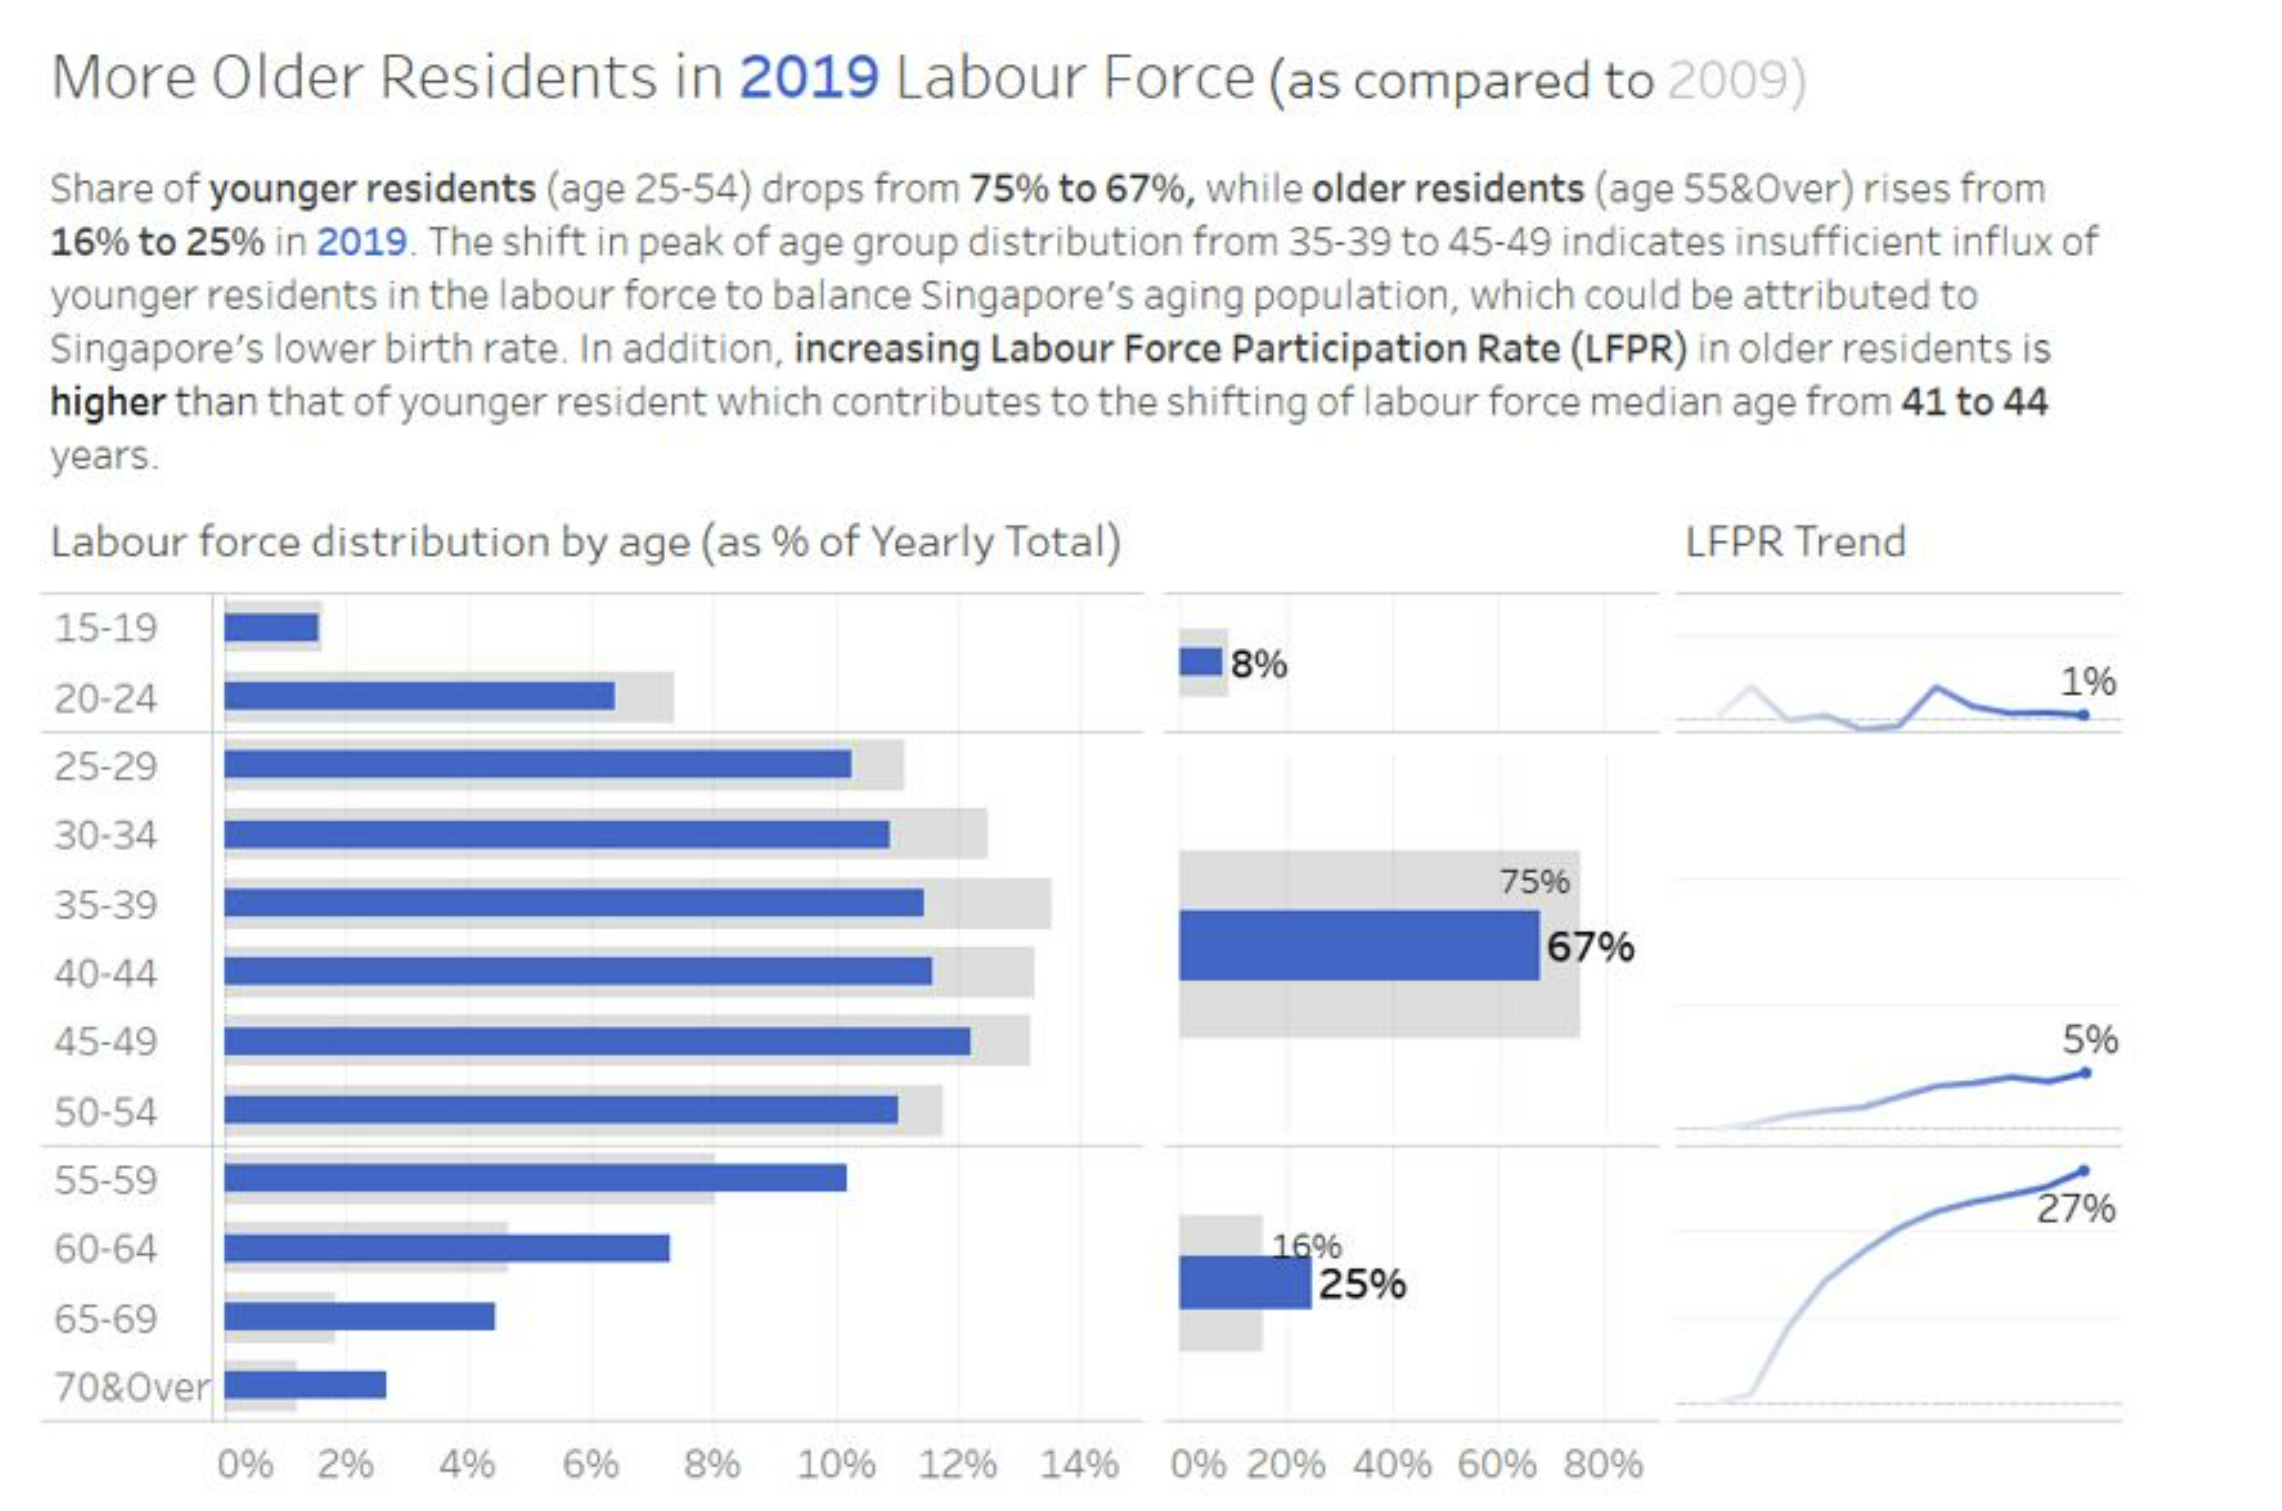 More Older Residents in 2019 Labour Force (as compared to 2009)
Share of younger residents (age 25-54) drops from 75% to 67%, while older residents (age 55&Over) rises from
16% to 25% in 2019. The shift in peak of age group distribution from 35-39 to 45-49 indicates insufficient influx of
younger residents in the labour force to balance Singapore's aging population, which could be attributed to
Singapore's lower birth rate. In addition, increasing Labour Force Participation Rate (LFPR) in older residents is
higher than that of younger resident which contributes to the shifting of labour force median age from 41 to 44
years.
Labour force distribution by age (as % of Yearly Total)
LFPR Trend
15-19
20-24
25-29
30-34
35-39
40-44
45-49
50-54
55-59
60-64
65-69
70&Over
0% 2% 4% 6% 8% 10% 12% 14%
8%
75%
67%
16%
25%
0% 20% 40% 60% 80%
1%
5%
27%